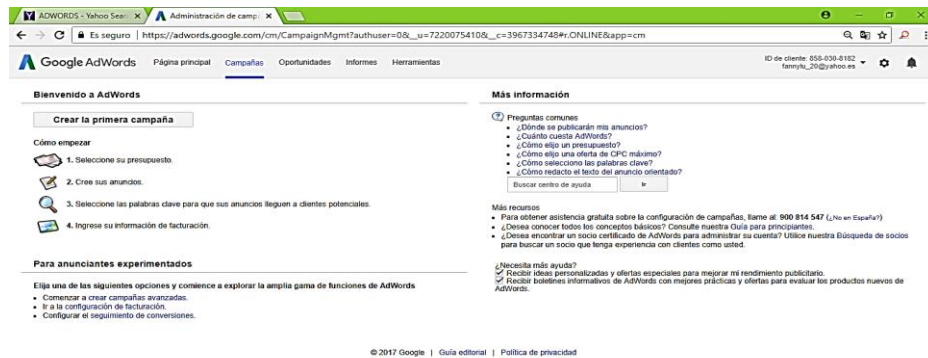 ADWORDS - Yahoo Sear
Administración de camp
Es seguro | https://adwords.google.com/cm/CampaignMgmt?authuser=0&__u=7220075410&__c=3967334748#r.ONLINE&app=cm
Google AdWords Página principal Campañas Oportunidades Informes Herramientas
ID de cliente: 858-030-8182
fannylu_20@yahoo.es
Bienvenido a AdWords
Crear la primera campaña
Cómo empezar
1. Seleccione su presupuesto.
2. Cree sus anuncios.
3. Seleccione las palabras clave para que sus anuncios lleguen a clientes potenciales.
4. Ingrese su información de facturación.
Para anunciantes experimentados
Elija una de las siguientes opciones y comience a explorar la amplia gama de funciones de AdWords
• Comenzar a crear campañas avanzadas.
• Ir a la configuración de facturación.
• Configurar el seguimiento de conversiones.
Más información
Preguntas comunes
• ¿Dónde se publicarán mis anuncios?
• ¿Cuánto cuesta AdWords?
• ¿Cómo elijo un presupuesto?
• ¿Cómo elijo una oferta de CPC máximo?
• ¿Cómo selecciono las palabras clave?
• ¿Cómo redacto el texto del anuncio orientado?
Buscar centro de ayuda Ir
Más recursos
• Para obtener asistencia gratuita sobre la configuración de campañas, llame al: 900 814 547 (¿No en España?)
• ¿Desea conocer todos los conceptos básicos? Consulte nuestra Guía para principiantes.
• ¿Desea encontrar un socio certificado de AdWords para administrar su cuenta? Utilice nuestra Búsqueda de socios
para buscar un socio que tenga experiencia con clientes como usted.
¿Necesita más ayuda?
Recibir ideas personalizadas y ofertas especiales para mejorar mi rendimiento publicitario.
Recibir boletines informativos de AdWords con mejores prácticas y ofertas para evaluar los productos nuevos de
AdWords.
© 2017 Google | Guía editorial | Política de privacidad